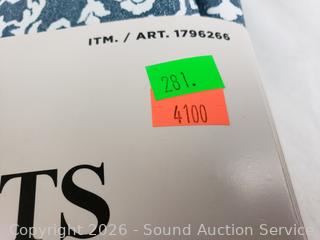 ITM. / ART. 1796266
281.
4100
TS
Copyright 2026 - Sound Auction Service